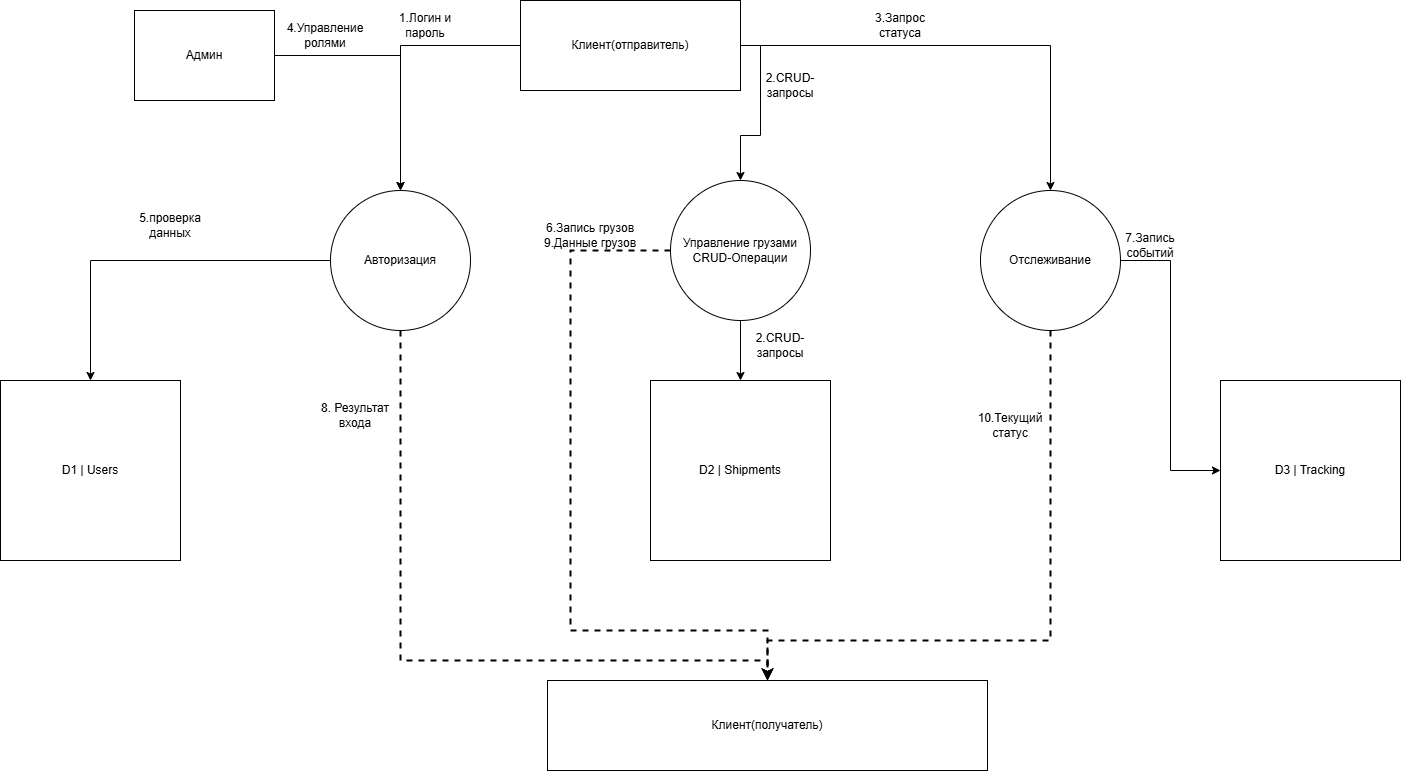 1.Логин и
пароль
3.Запрос
статуса
4.Управление
ролями
Админ
Клиент(отправитель)
2.CRUD-
запросы
5.проверка
данных
6.Запись грузов
9.Данные грузов
7.Запись
событий
Авторизация
Управление грузами
CRUD-Операции
Отслеживание
2.CRUD-
запросы
8. Результат
входа
10.Текущий
статус
D1 | Users
D2 | Shipments
D3 | Tracking
Клиент(получатель)